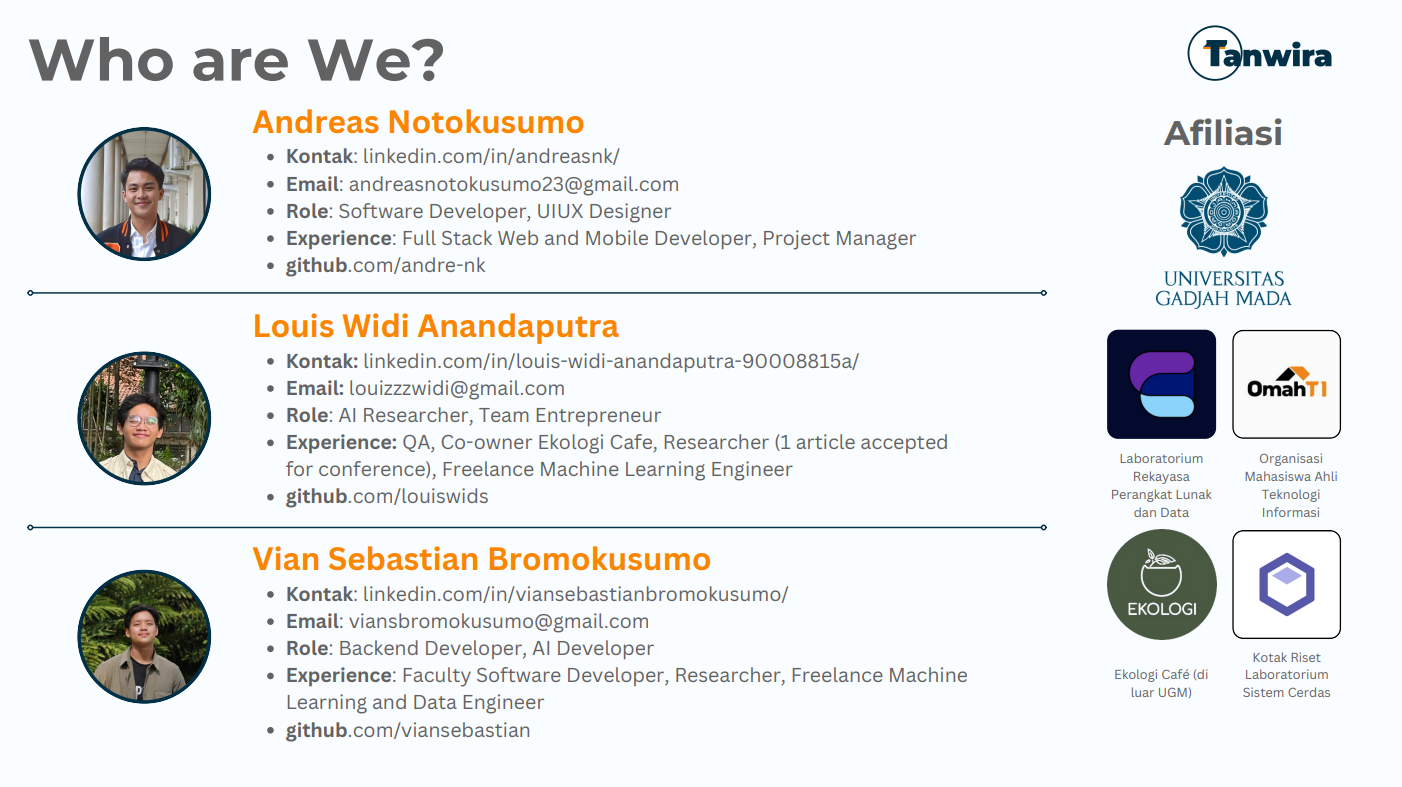 Who are We?
Tanwira
Andreas Notokusumo
Kontak: linkedin.com/in/andreasnk/
Email: andreasnotokusumo23@gmail.com
Role: Software Developer, UIUX Designer
Experience: Full Stack Web and Mobile Developer, Project Manager
github.com/andre-nk
Louis Widi Anandaputra
Kontak: linkedin.com/in/louis-widi-anandaputra-90008815a/
Email: louizzzwidi@gmail.com
Role: AI Researcher, Team Entrepreneur
Experience: QA, Co-owner Ekologi Cafe, Researcher (1 article accepted
for conference), Freelance Machine Learning Engineer
github.com/louiswids
Vian Sebastian Bromokusumo
Kontak: linkedin.com/in/viansebastianbromokusumo/
Email: viansbromokusumo@gmail.com
Role: Backend Developer, AI Developer
Experience: Faculty Software Developer, Researcher, Freelance Machine
Learning and Data Engineer
github.com/viansebastian
Afiliasi
UNIVERSITAS
GADJAH MADA
Laboratorium
Rekayasa
Perangkat Lunak
dan Data
OmahTI
Organisasi
Mahasiswa Ahli
Teknologi
Informasi
EKOLOGI
Ekologi Café (di
luar UGM)
Kotak Riset
Laboratorium
Sistem Cerdas